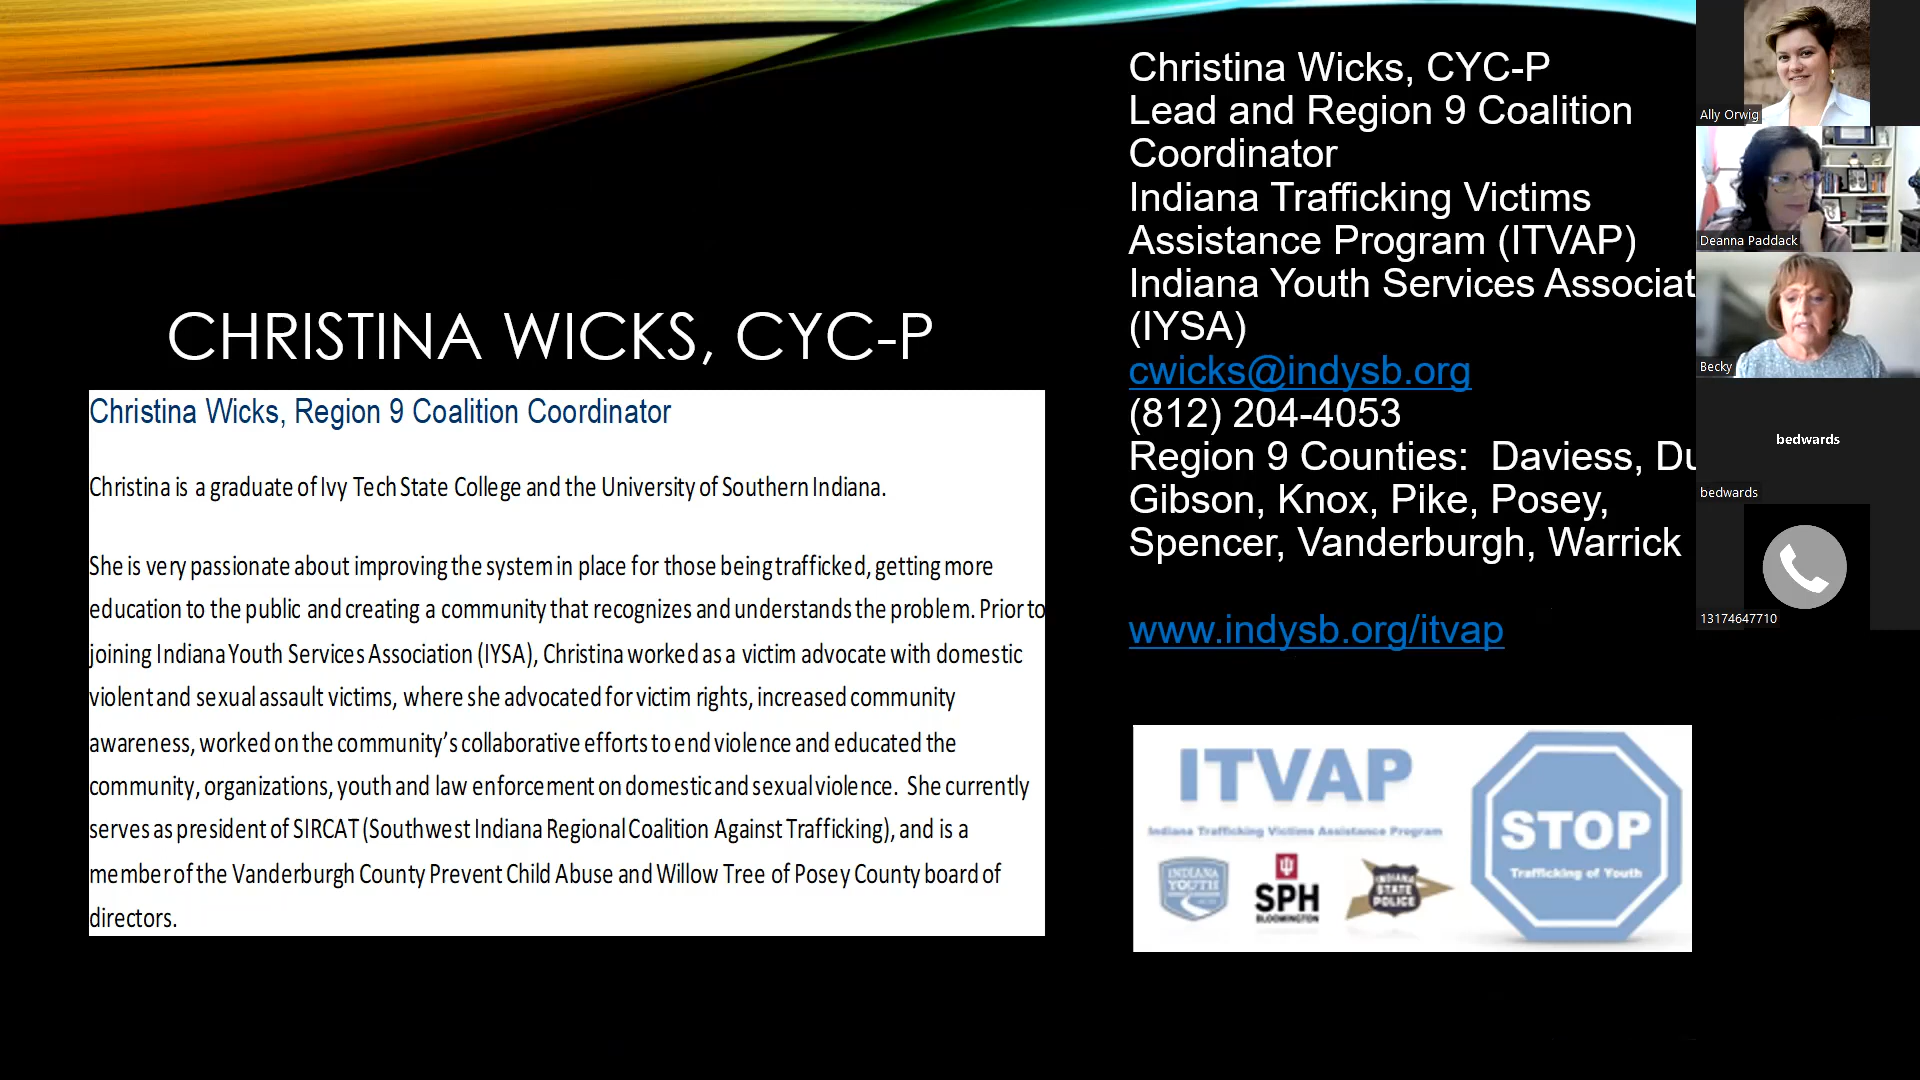 CHRISTINA WICKS, CYC-P
Christina Wicks, Region 9 Coalition Coordinator
Christina is a graduate of Ivy Tech State College and the University of Southern Indiana.
She is very passionate about improving the system in place for those being trafficked, getting more
education to the public and creating a community that recognizes and understands the problem. Prior to
joining Indiana Youth Services Association (IYSA), Christina worked as a victim advocate with domestic
violent and sexual assault victims, where she advocated for victim rights, increased community
awareness, worked on the community’s collaborative efforts to end violence and educated the
community, organizations, youth and law enforcement on domestic and sexual violence. She currently
serves as president of SIRCAT (Southwest Indiana Regional Coalition Against Trafficking), and is a
member of the Vanderburgh County Prevent Child Abuse and Willow Tree of Posey County board of
directors.
Christina Wicks, CYC-P
Lead and Region 9 Coalition
Coordinator
Indiana Trafficking Victims
Assistance Program (ITVAP)
Indiana Youth Services Associat
(IYSA)
cwicks@indysb.org
(812) 204-4053
Region 9 Counties: Daviess, Du
Gibson, Knox, Pike, Posey,
Spencer, Vanderburgh, Warrick
www.indysb.org/itvap
ITVAP
Indiana Trafficking Victims Assistance Program
INDIANA
YOUTH
SPH
BLOOMINGTON
INDIANA
STATE
POLICE
STOP
Trafficking of Youth
Ally Orwig
Deanna Paddack
Becky
bedwards
bedwards
13174647710